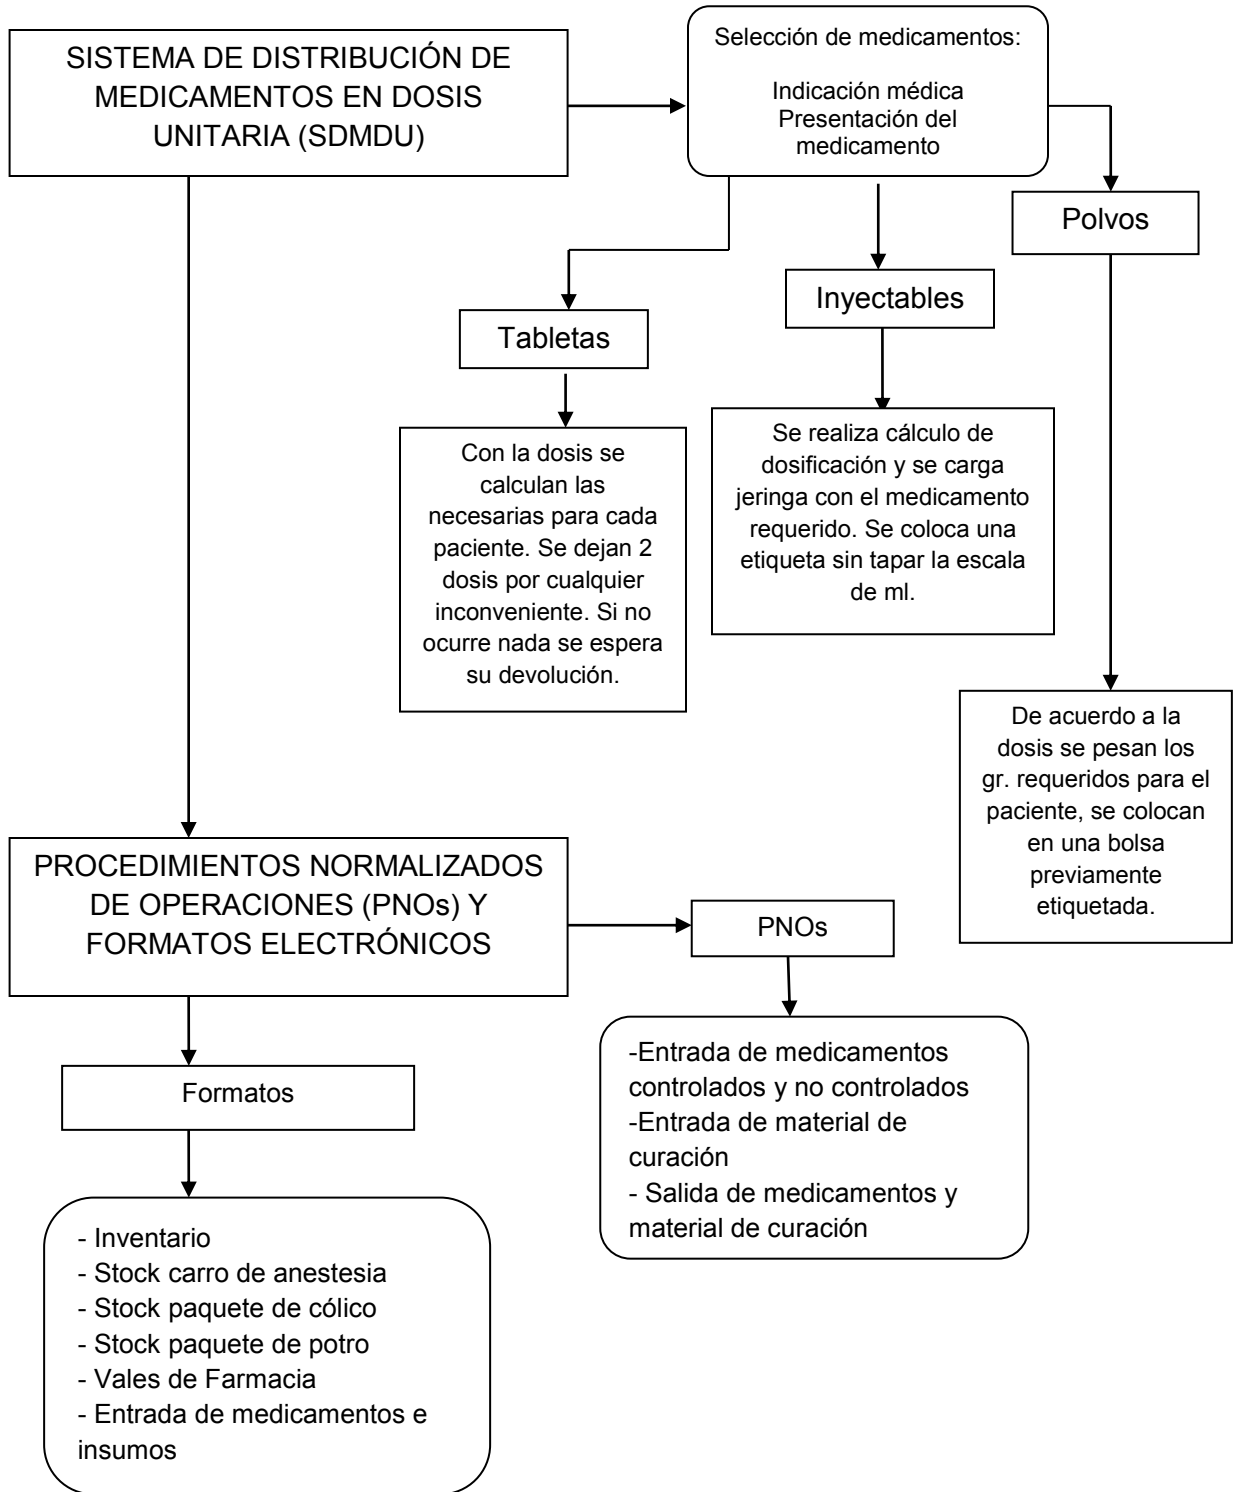 SISTEMA DE DISTRIBUCIÓN DE
MEDICAMENTOS EN DOSIS
UNITARIA (SDMDU)
Selección de medicamentos:
Indicación médica
Presentación del
medicamento
Polvos
Inyectables
Tabletas
Con la dosis se
calculan las
necesarias para cada
paciente. Se dejan 2
dosis por cualquier
inconveniente. Si no
ocurre nada se espera
su devolución.
Se realiza cálculo de
dosificación y se carga
jeringa con el medicamento
requerido. Se coloca una
etiqueta sin tapar la escala
de ml.
De acuerdo a la
dosis se pesan los
gr. requeridos para el
paciente, se colocan
en una bolsa
previamente
etiquetada.
PROCEDIMIENTOS NORMALIZADOS
DE OPERACIONES (PNOs) Y
FORMATOS ELECTRÓNICOS
PNOs
-Entrada de medicamentos
controlados y no controlados
-Entrada de material de
curación
- Salida de medicamentos y
material de curación
Formatos
- Inventario
- Stock carro de anestesia
- Stock paquete de cólico
- Stock paquete de potro
- Vales de Farmacia
- Entrada de medicamentos e
insumos